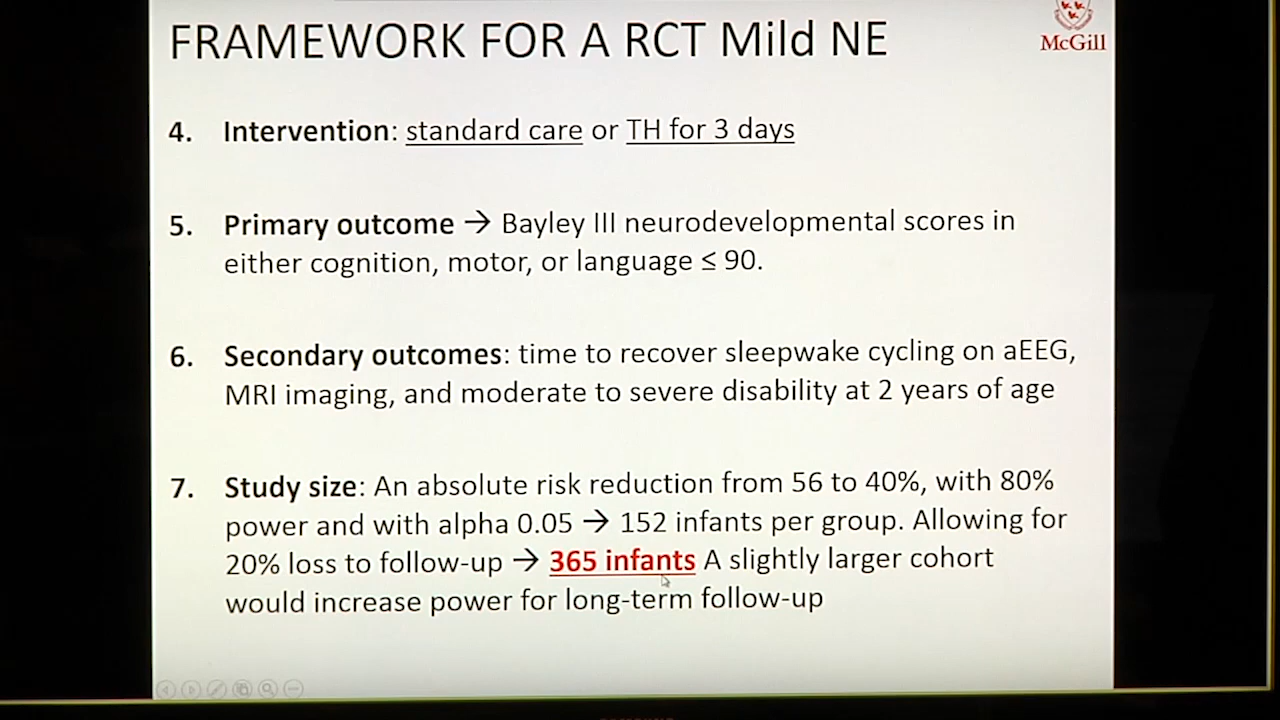 FRAMEWORK FOR A RCT Mild NE
McGill
4. Intervention: standard care or TH for 3 days
5. Primary outcome → Bayley III neurodevelopmental scores in
either cognition, motor, or language ≤ 90.
6. Secondary outcomes: time to recover sleepwake cycling on aEEG,
MRI imaging, and moderate to severe disability at 2 years of age
7. Study size: An absolute risk reduction from 56 to 40%, with 80%
power and with alpha 0.05 → 152 infants per group. Allowing for
20% loss to follow-up → 365 infants A slightly larger cohort
would increase power for long-term follow-up